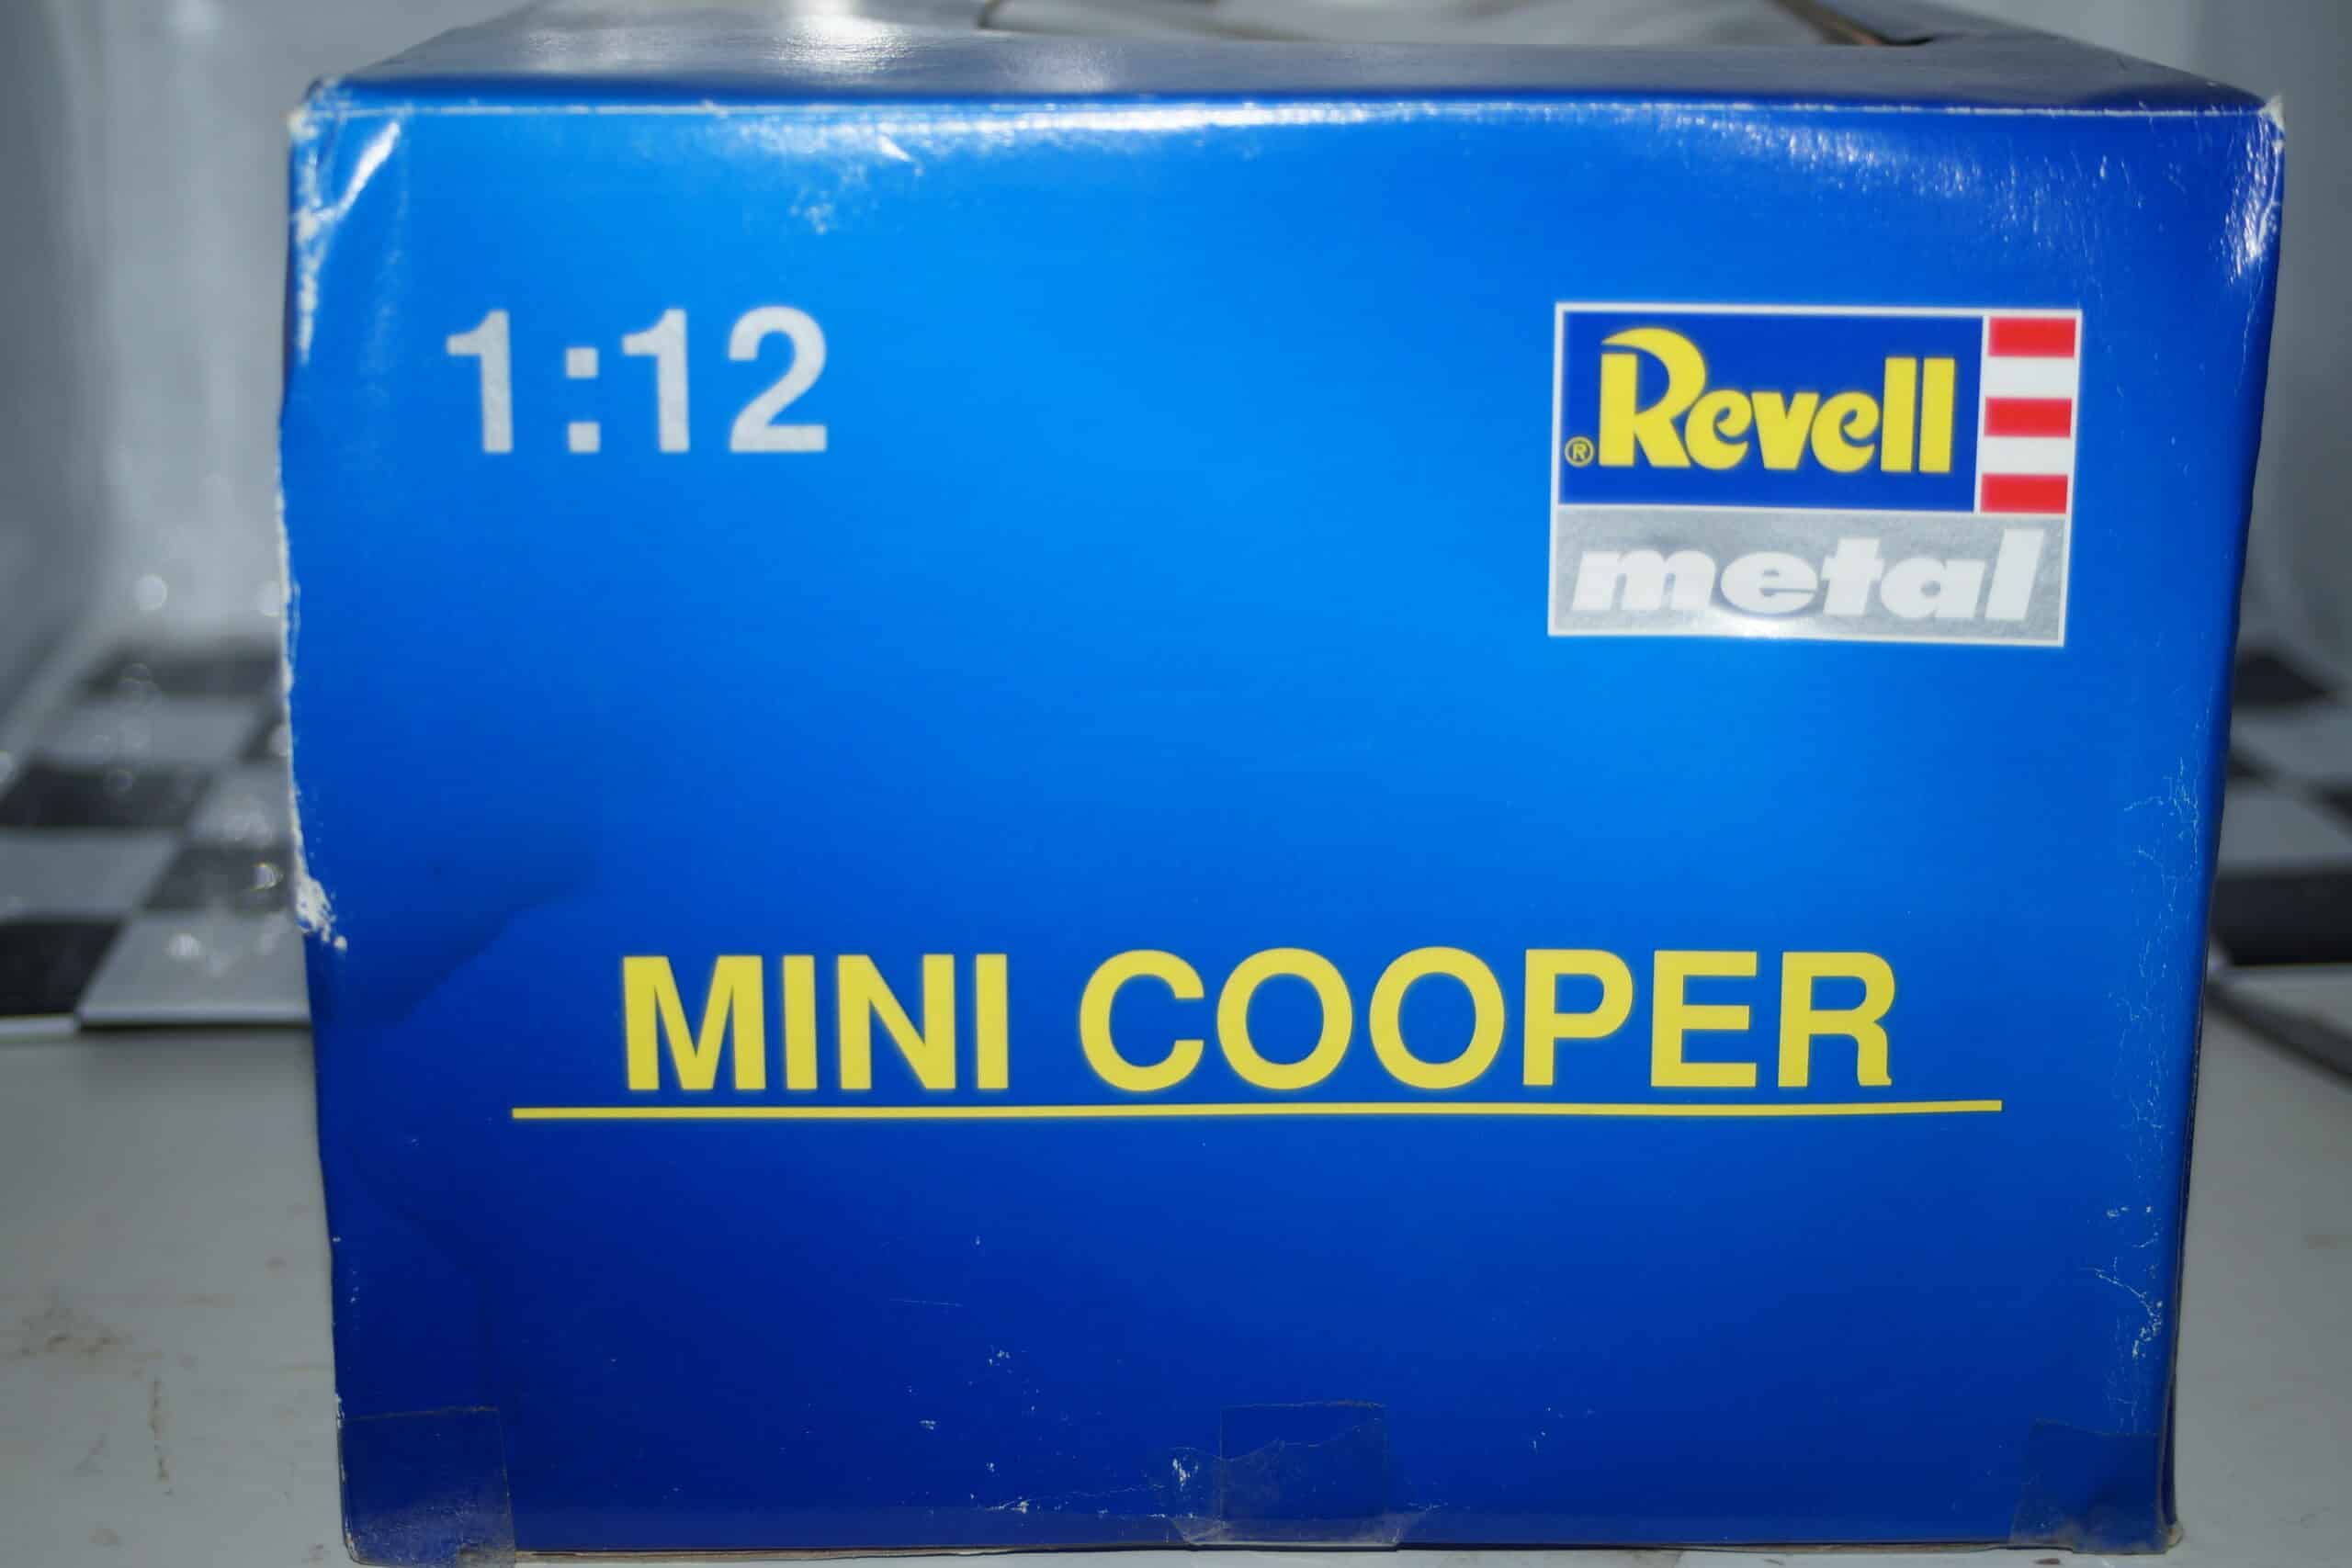 1:12
® Revell
metal
MINI COOPER